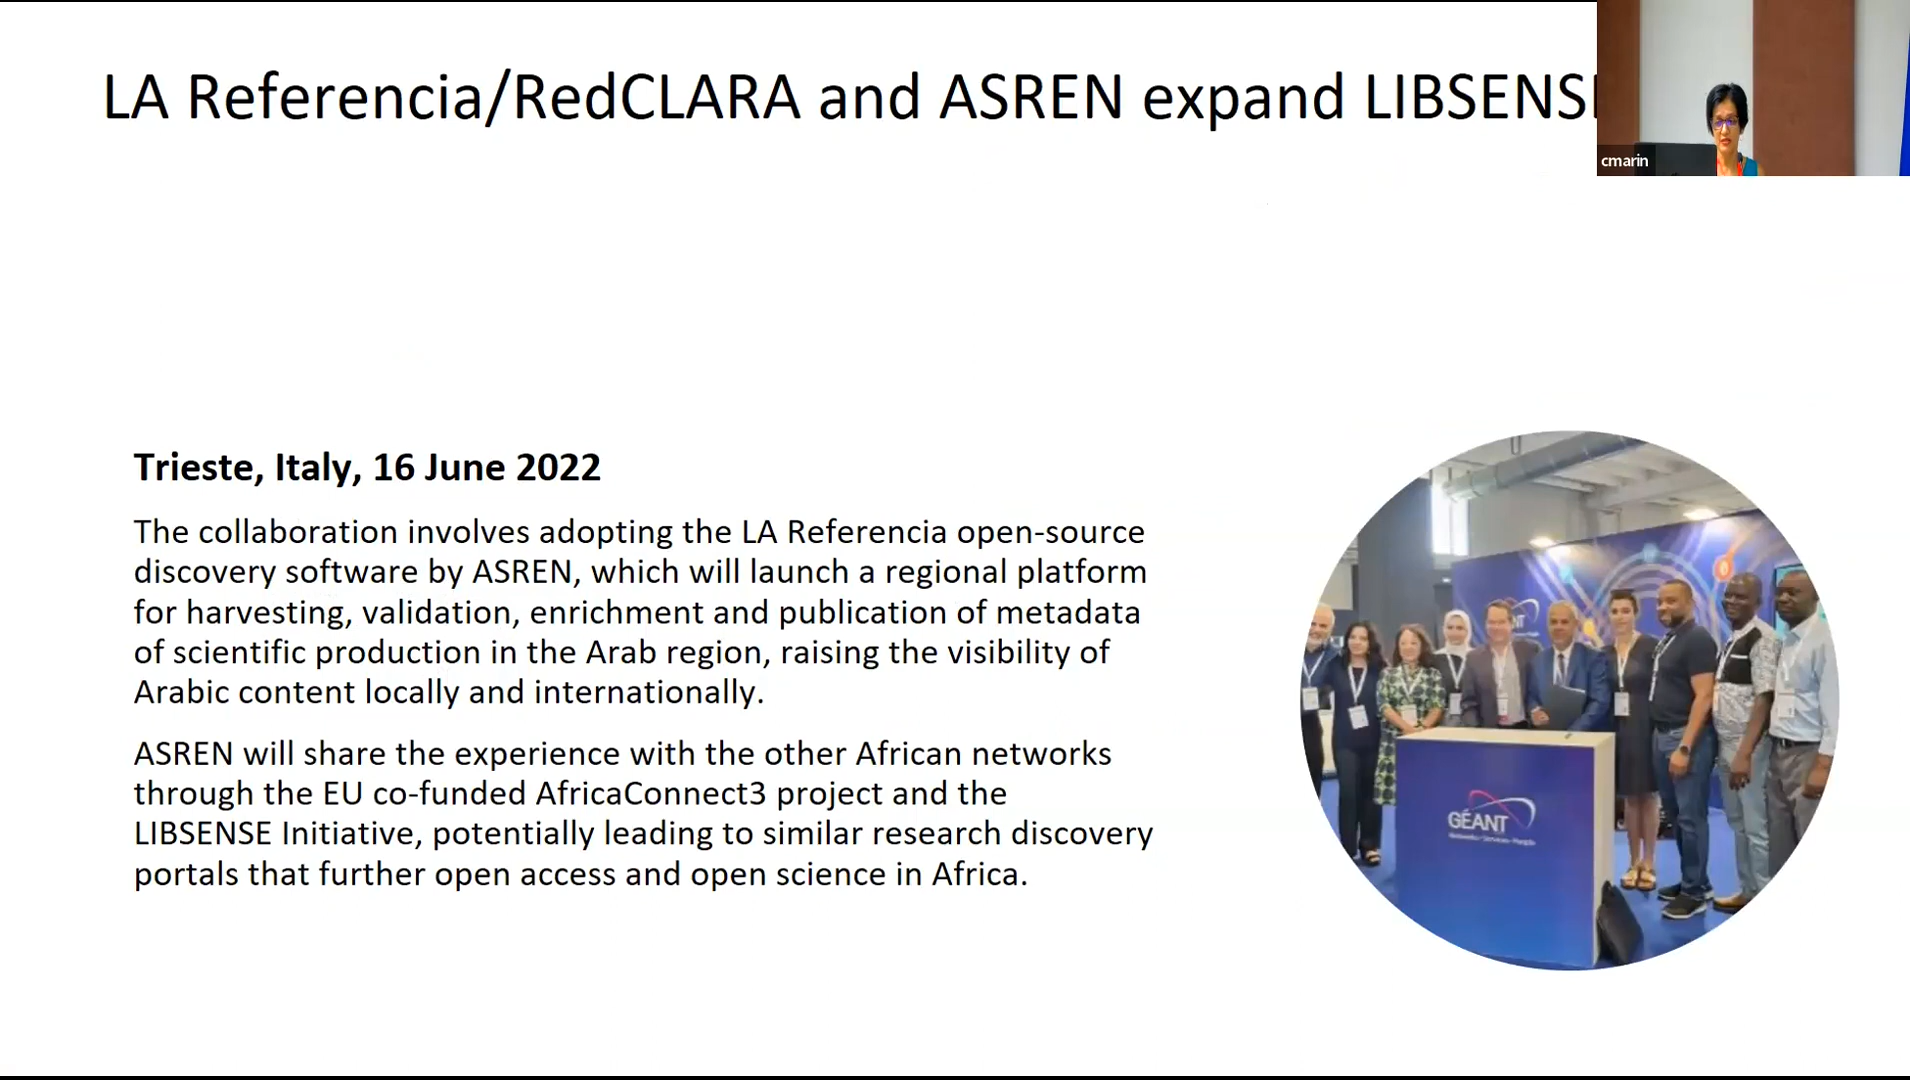 LA Referencia/RedCLARA and ASREN expand LIBSENSE
cmarin
Trieste, Italy, 16 June 2022
The collaboration involves adopting the LA Referencia open-source
discovery software by ASREN, which will launch a regional platform
for harvesting, validation, enrichment and publication of metadata
of scientific production in the Arab region, raising the visibility of
Arabic content locally and internationally.
ASREN will share the experience with the other African networks
through the EU co-funded AfricaConnect3 project and the
LIBSENSE Initiative, potentially leading to similar research discovery
portals that further open access and open science in Africa.
GÉANT